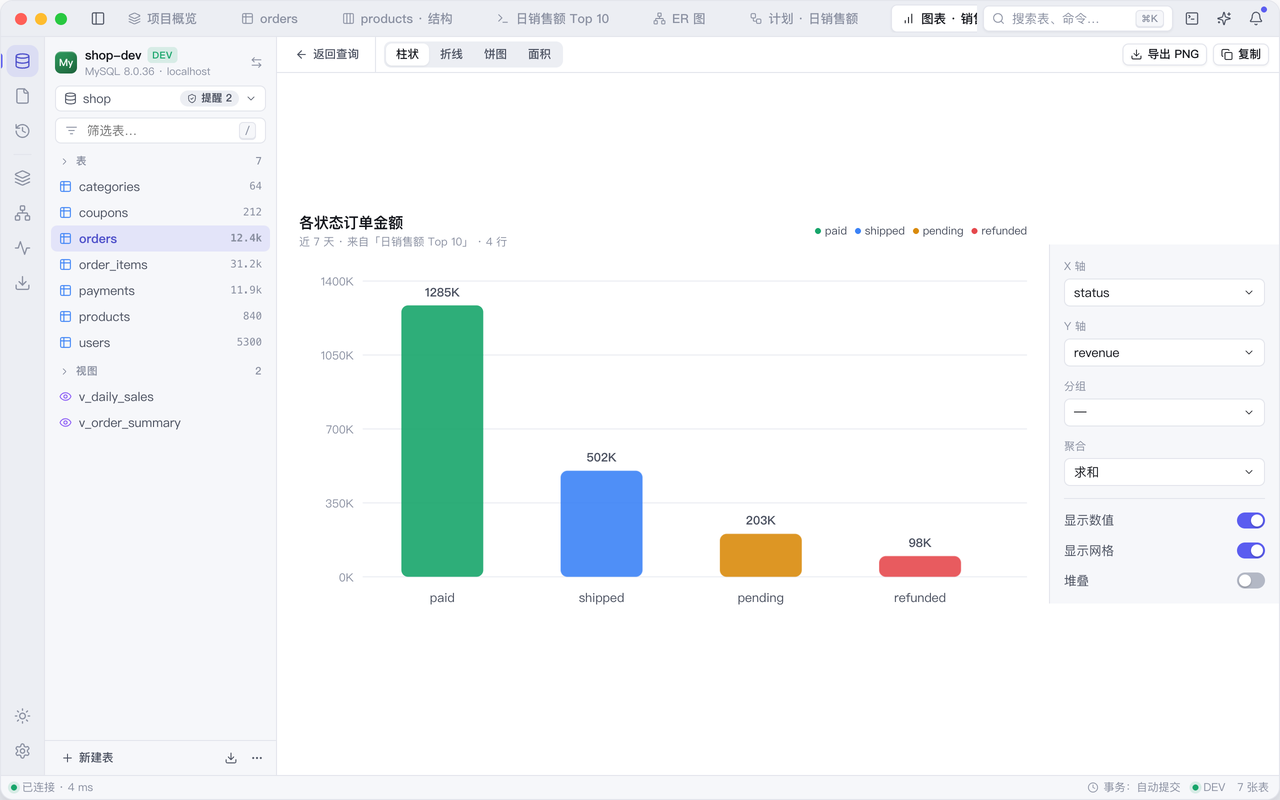 项目概览
orders
products · 结构
日销售额 Top 10
ER 图
计划 · 日销售额
图表 · 销
搜索表、命令…
⌘K
My
shop-dev
DEV
MySQL 8.0.36 · localhost
返回查询
柱状
折线
饼图
面积
导出 PNG
复制
shop
提醒 2
筛选表…
/
表
7
categories
64
coupons
212
orders
12.4k
order_items
31.2k
payments
11.9k
products
840
users
5300
视图
2
v_daily_sales
v_order_summary
新建表
各状态订单金额
近 7 天 · 来自「日销售额 Top 10」 · 4 行
paid
shipped
pending
refunded
1400K
1050K
700K
350K
0K
1285K
502K
203K
98K
paid
shipped
pending
refunded
X 轴
status
Y 轴
revenue
分组
—
聚合
求和
显示数值
显示网格
堆叠
已连接 · 4 ms
事务: 自动提交
DEV
7 张表